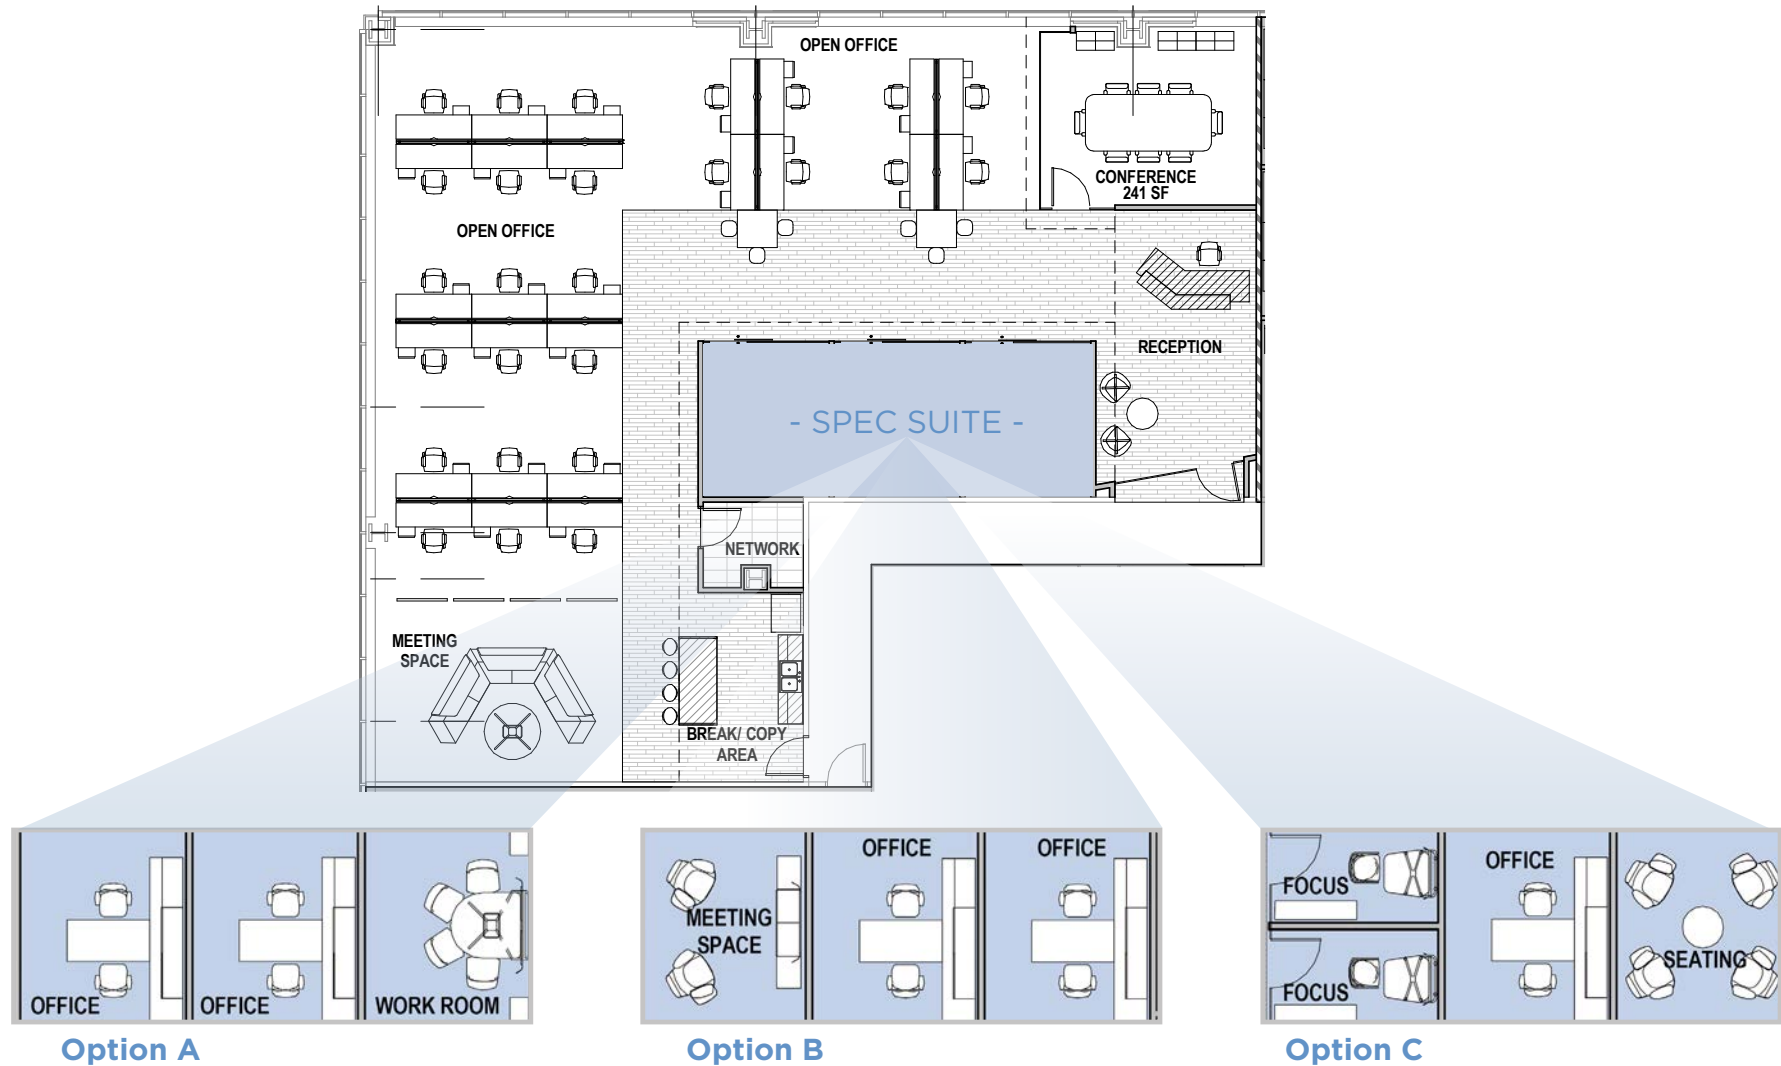 OPEN OFFICE
CONFERENCE
241 SF
OPEN OFFICE
RECEPTION
- SPEC SUITE -
NETWORK
MEETING
SPACE
BREAK/ COPY
AREA
OFFICE
OFFICE
WORK ROOM
Option A
MEETING
SPACE
OFFICE
OFFICE
Option B
FOCUS
FOCUS
OFFICE
SEATING
Option C